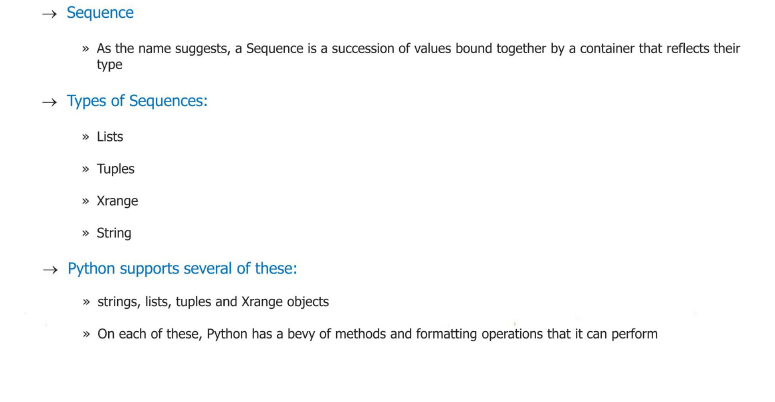 → Sequence
» As the name suggests, a Sequence is a succession of values bound together by a container that reflects their
type
→ Types of Sequences:
» Lists
» Tuples
» Xrange
» String
→ Python supports several of these:
» strings, lists, tuples and Xrange objects
» On each of these, Python has a bevy of methods and formatting operations that it can perform